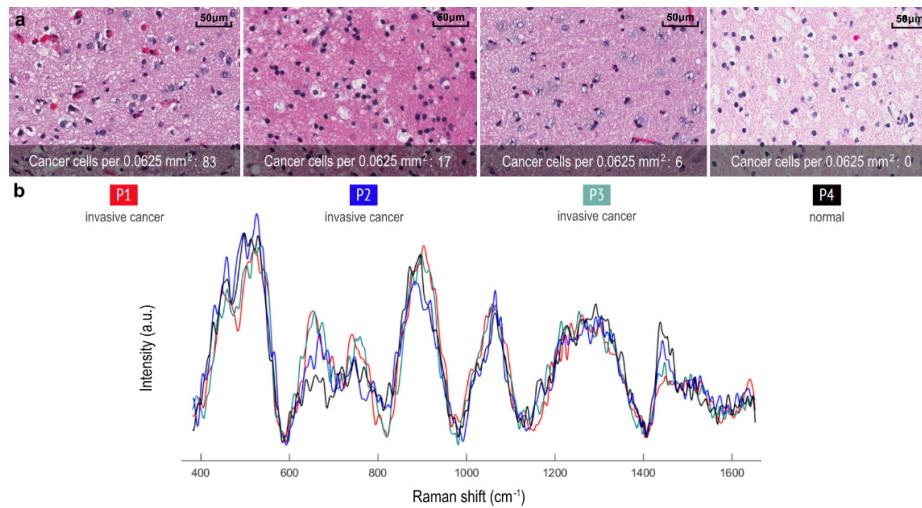 a
50µm
50µm
50µm
50µm
Cancer cells per 0.0625 mm²: 83
Cancer cells per 0.0625 mm²: 17
Cancer cells per 0.0625 mm²: 6
Cancer cells per 0.0625 mm²: 0
b
P1
P2
P3
P4
invasive cancer
invasive cancer
invasive cancer
normal
Intensity (a.u.)
400
600
800
1000
1200
1400
1600
Raman shift (cm⁻¹)